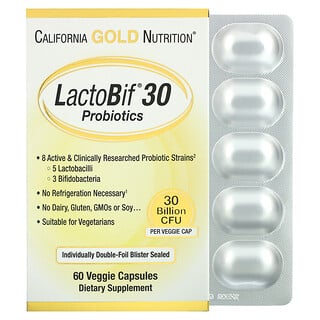 CALIFORNIA GOLD NUTRITION®
LactoBif® 30
Probiotics
• 8 Active & Clinically Researched Probiotic Strains²
• 5 Lactobacilli
• 3 Bifidobacteria
• No Refrigeration Necessary¹
• No Dairy, Gluten, GMOs or Soy...
• Suitable for Vegetarians
30
Billion
CFU
PER VEGGIE CAP
Individually Double-Foil Blister Sealed
60 Veggie Capsules
Dietary Supplement